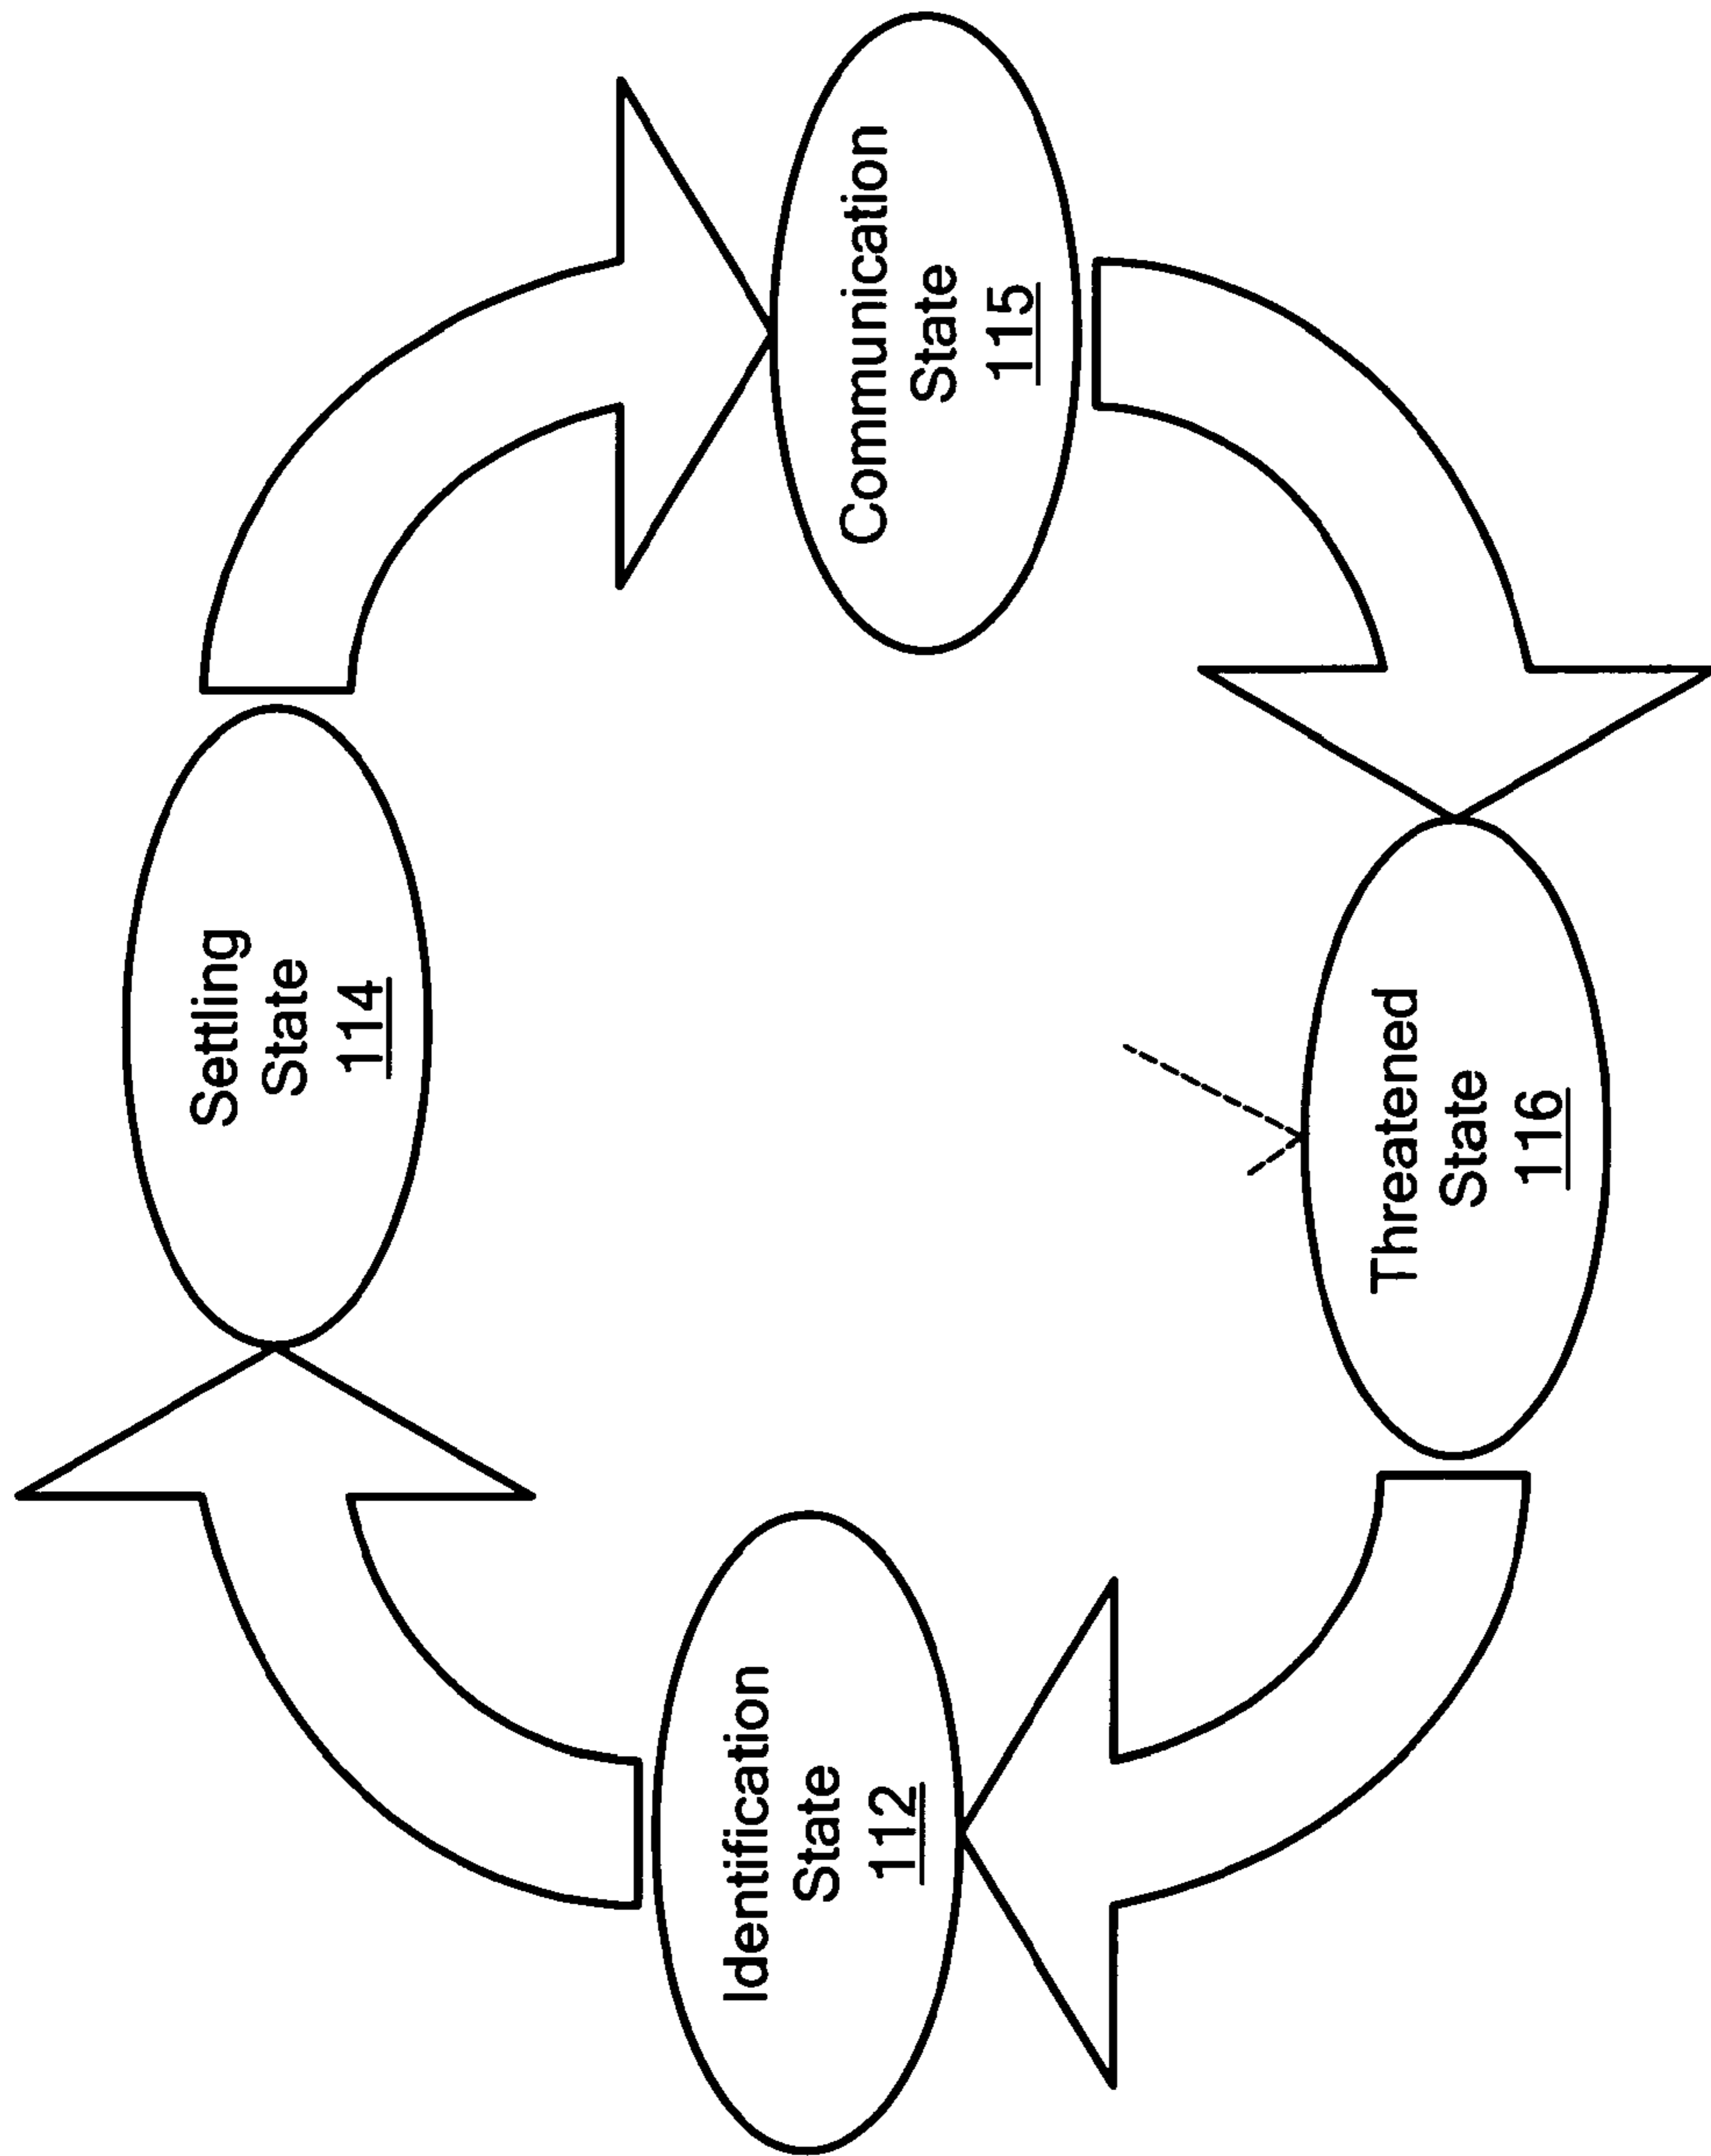 Settling
State
114
Communication
State
115
Threatened
State
116
Identification
State
112